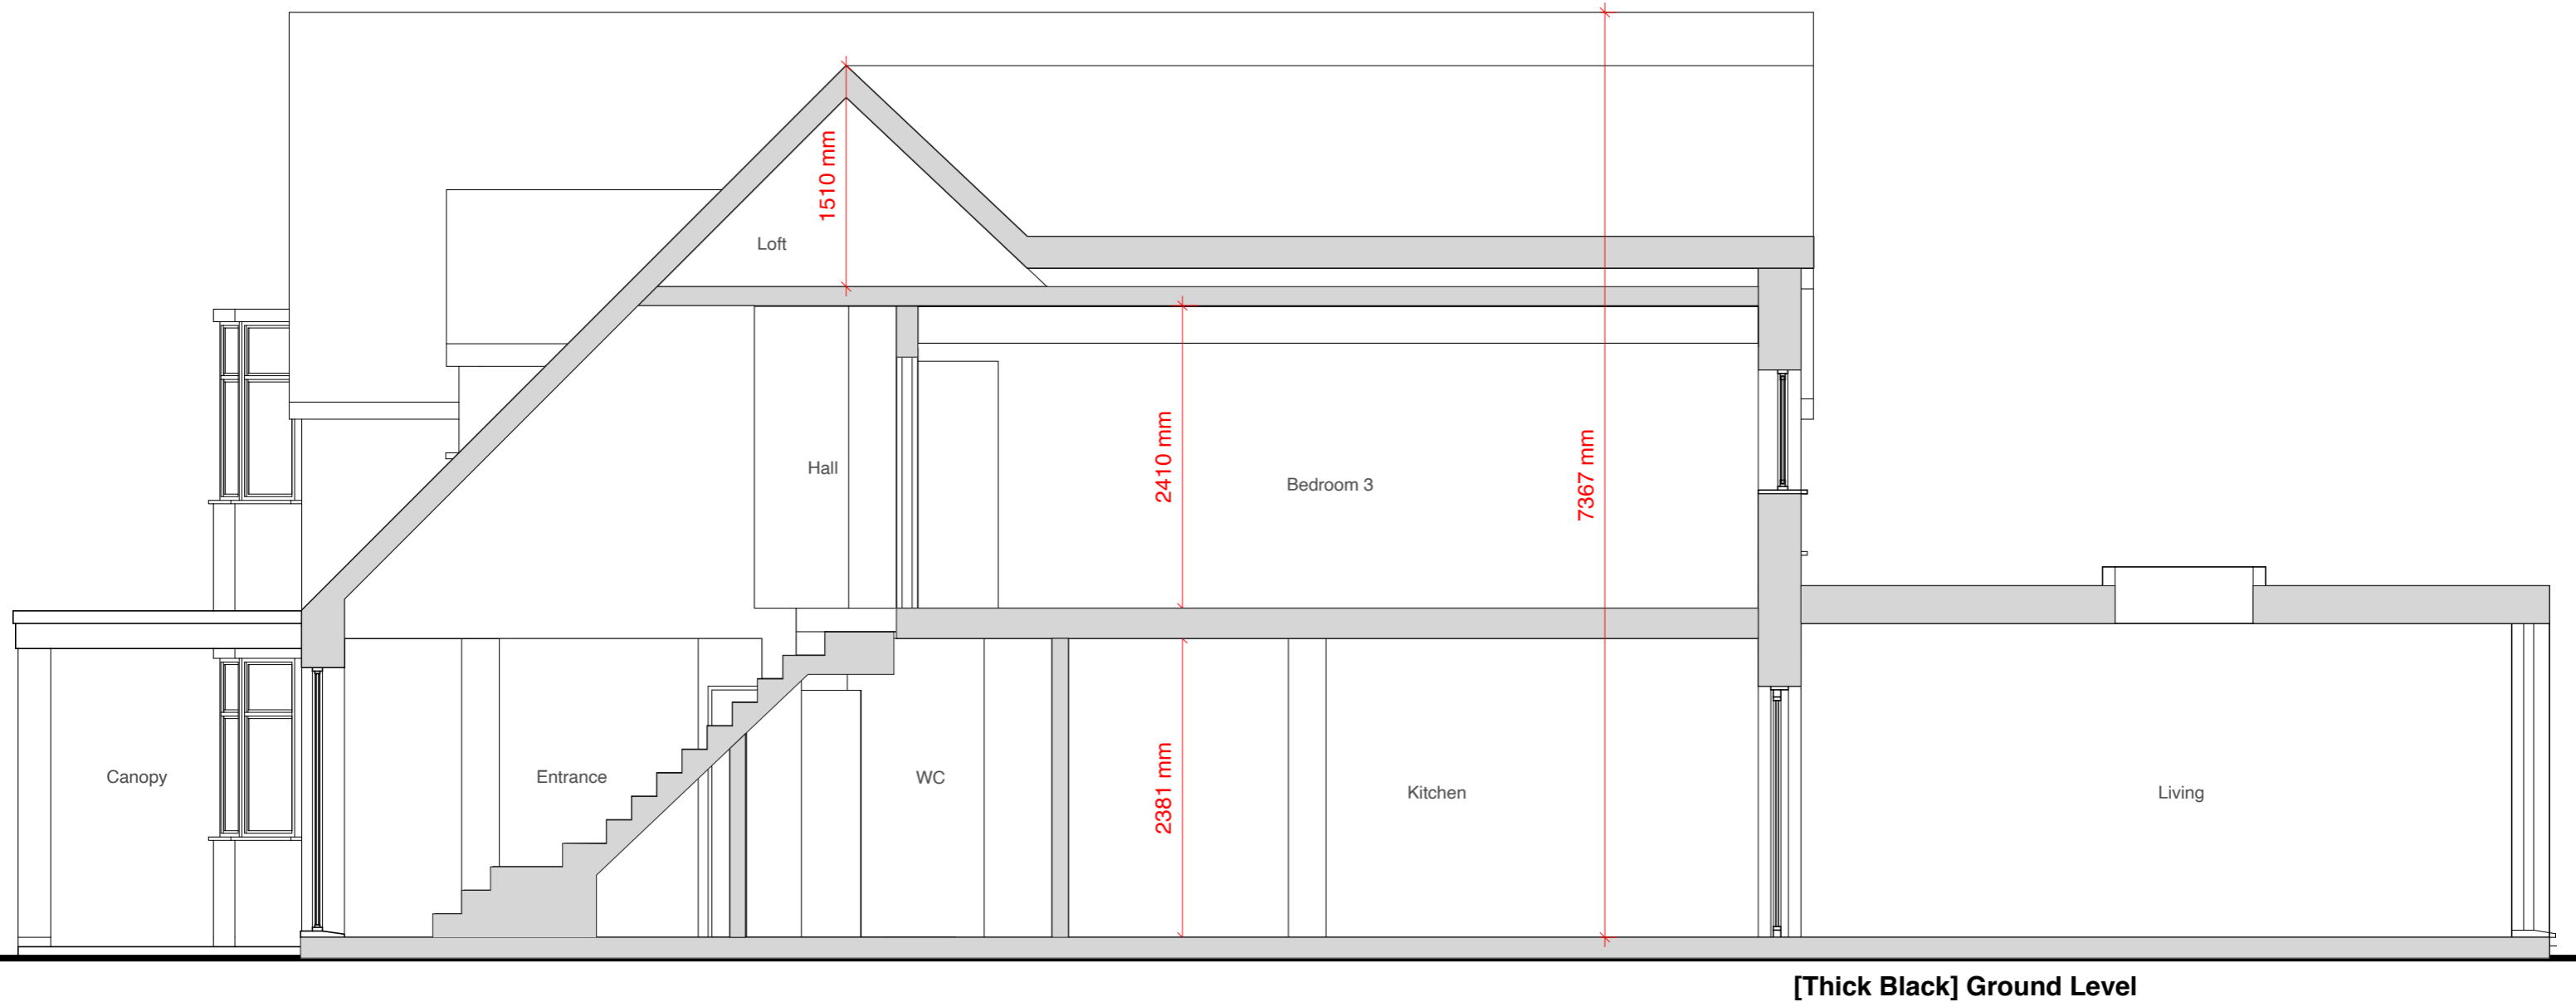 1510 mm
Loft
2410 mm
7367 mm
Hall
Bedroom 3
2381 mm
Canopy
Entrance
WC
Kitchen
Living
[Thick Black] Ground Level